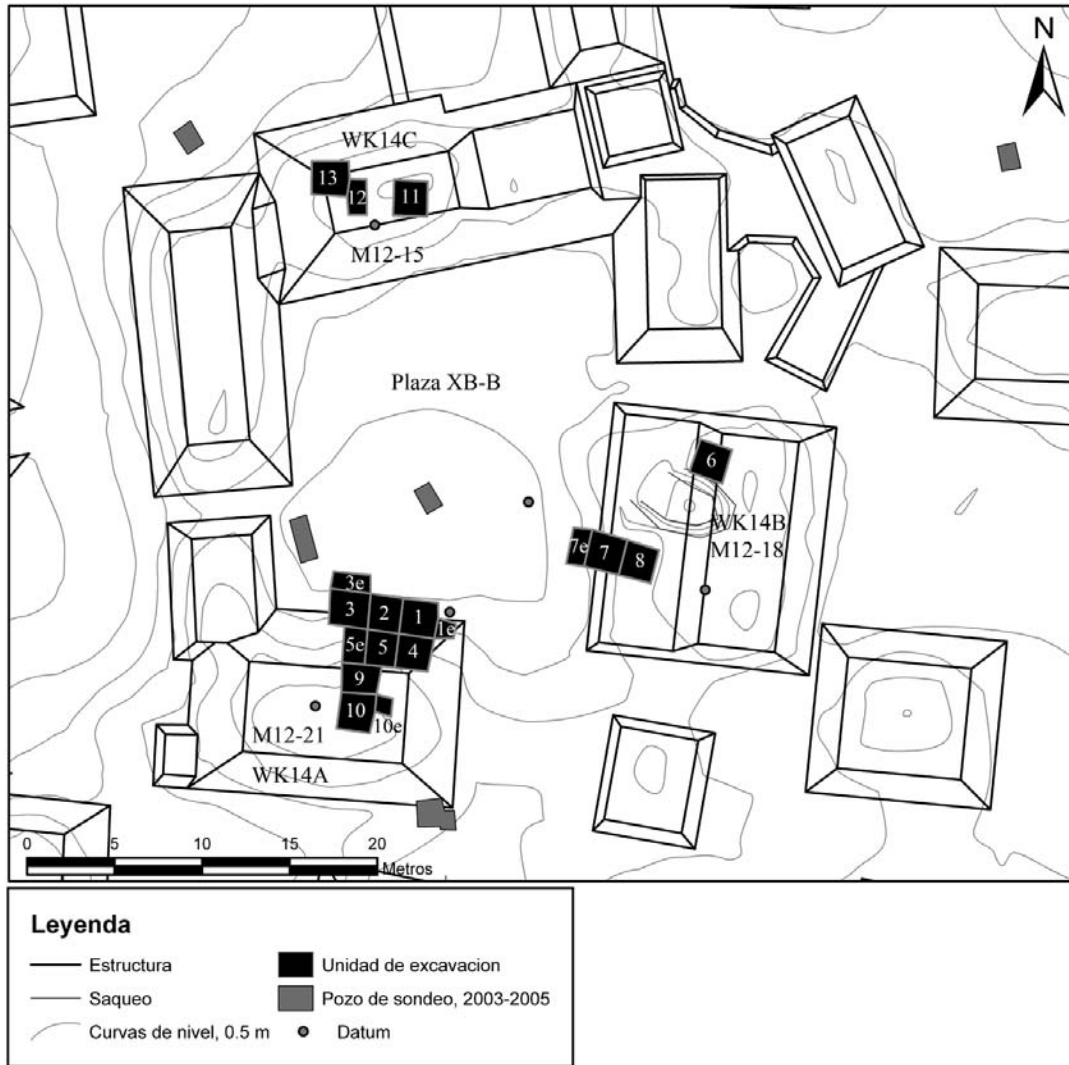 N
WK14C
13
12
11
M12-15
Plaza XB-B
6
WK14B
M12-18
7e
7
8
3e
3
2
1
1e
5e
5
4
9
10
10e
M12-21
WK14A
0 5 10 15 20
Metros
Leyenda
Estructura
Unidad de excavacion
Saqueo
Pozo de sondeo, 2003-2005
Curvas de nivel, 0.5 m
Datum